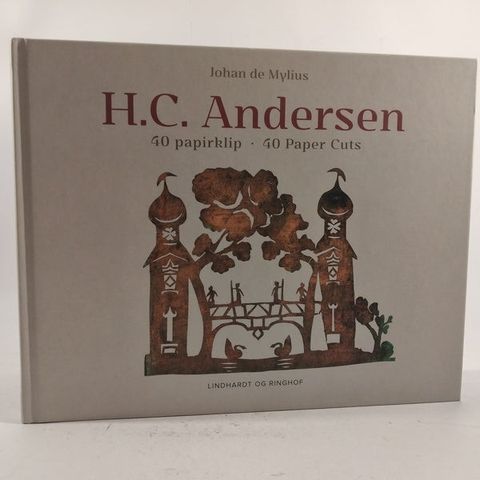 Johan de Mylius
H.C. Andersen
40 papirklip · 40 Paper Cuts
LINDHARDT OG RINGHOF